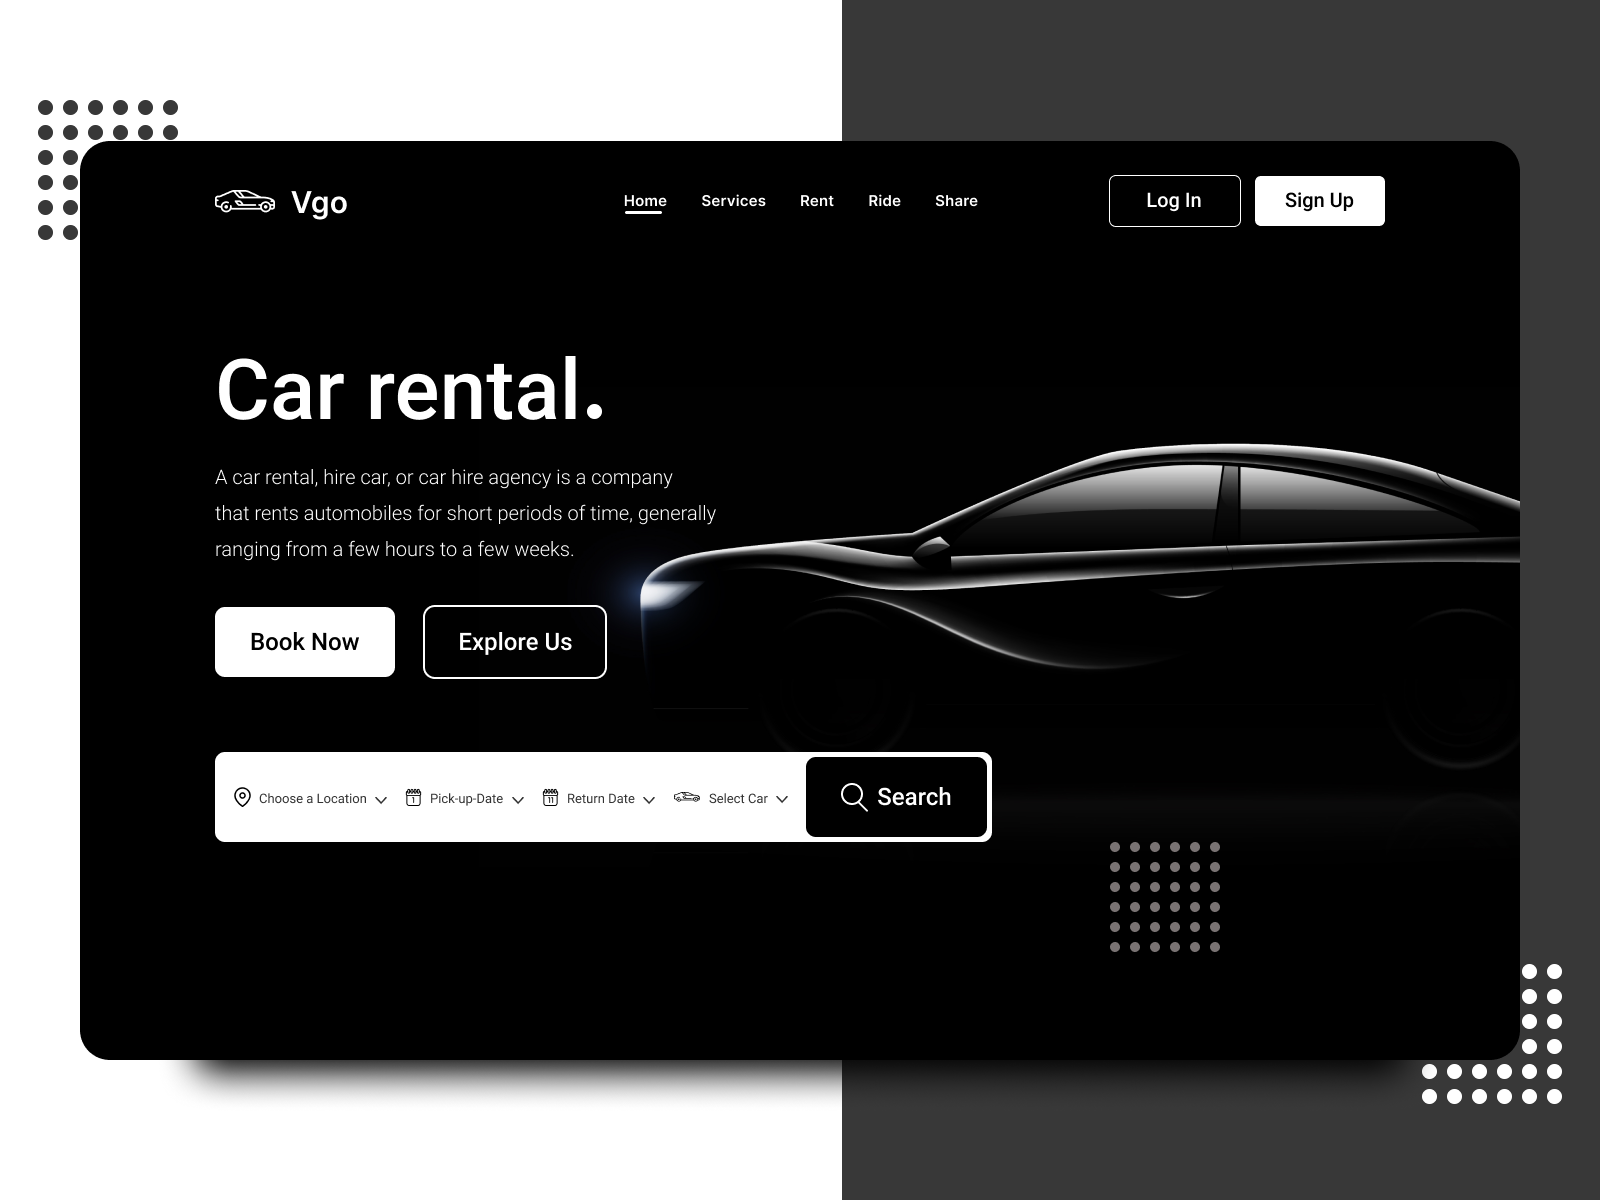 Vgo
Home Services Rent Ride Share
Log In
Sign Up
Car rental.
A car rental, hire car, or car hire agency is a company
that rents automobiles for short periods of time, generally
ranging from a few hours to a few weeks.
Book Now
Explore Us
Choose a Location
1
Pick-up-Date
11
Return Date
Select Car
Search